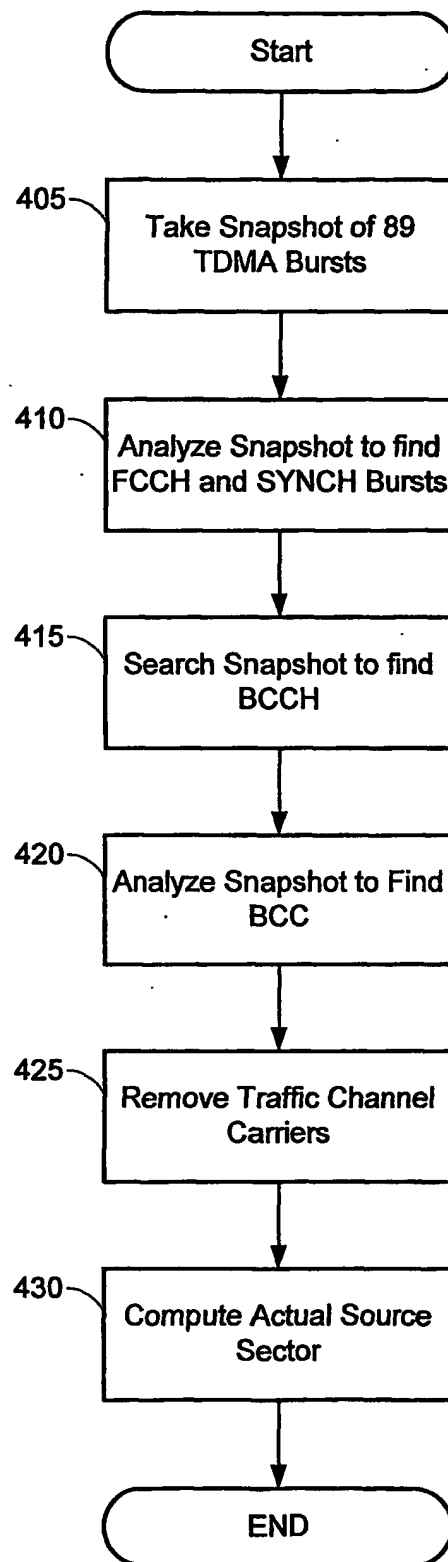 Start
405
Take Snapshot of 89
TDMA Bursts
410
Analyze Snapshot to find
FCCH and SYNCH Bursts
415
Search Snapshot to find
BCCH
420
Analyze Snapshot to Find
BCC
425
Remove Traffic Channel
Carriers
430
Compute Actual Source
Sector
END